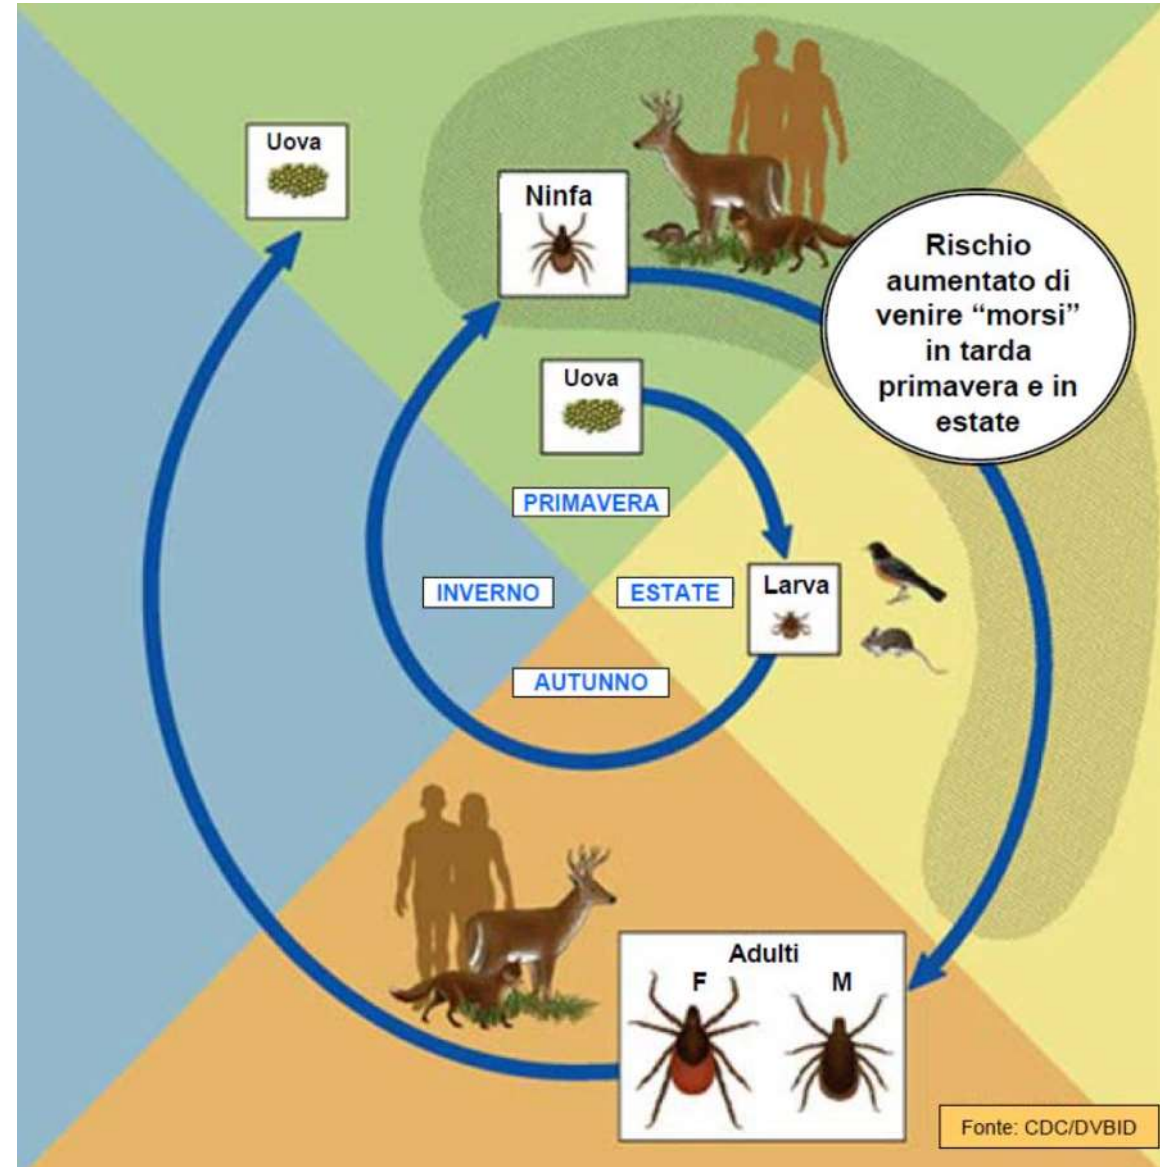 Uova
Ninfa
Rischio
aumentato di
venire “morsi”
in tarda
primavera e in
estate
Uova
PRIMAVERA
INVERNO
ESTATE
Larva
AUTUNNO
Adulti
F M
Fonte: CDC/DVBID